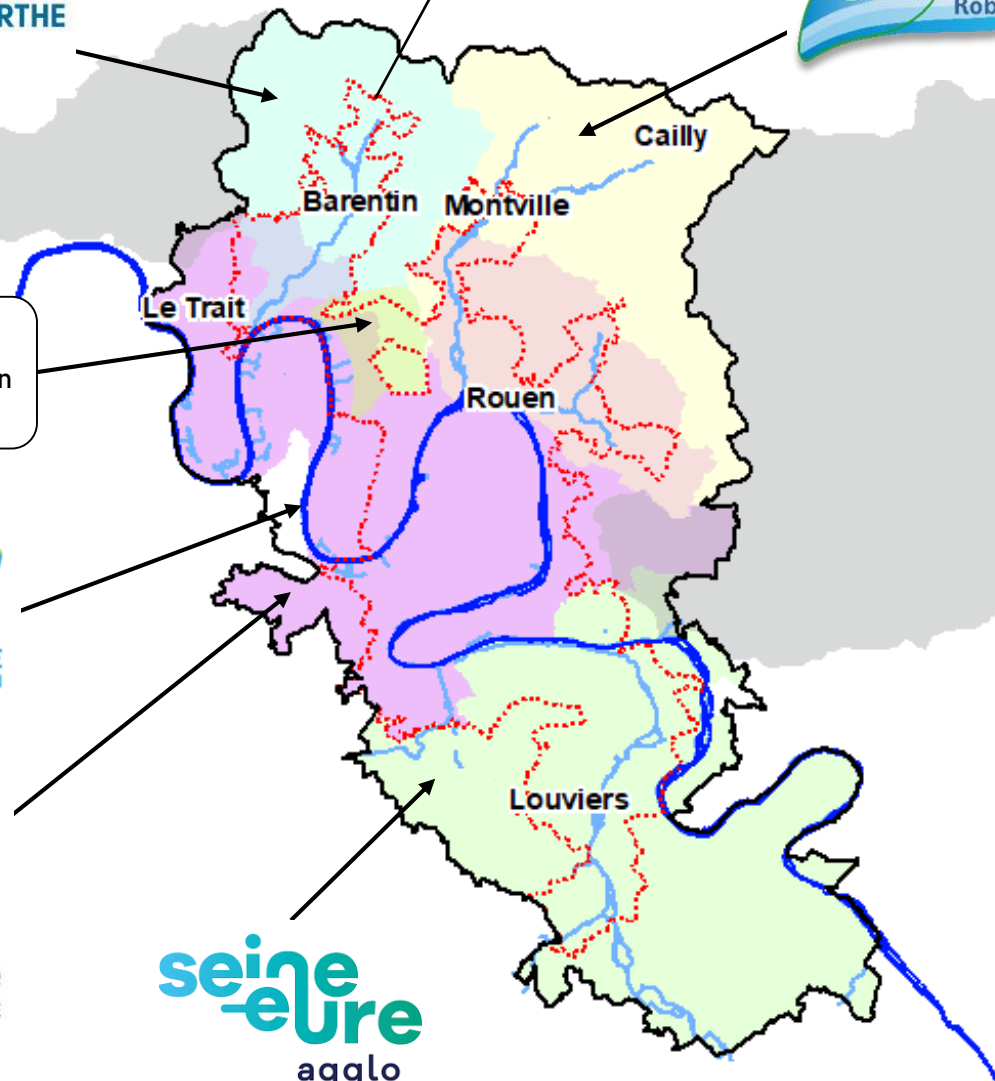 RTHE
Rob
Cailly
Barentin
Montville
Le Trait
n
Rouen
Louviers
seine
eure
agglo